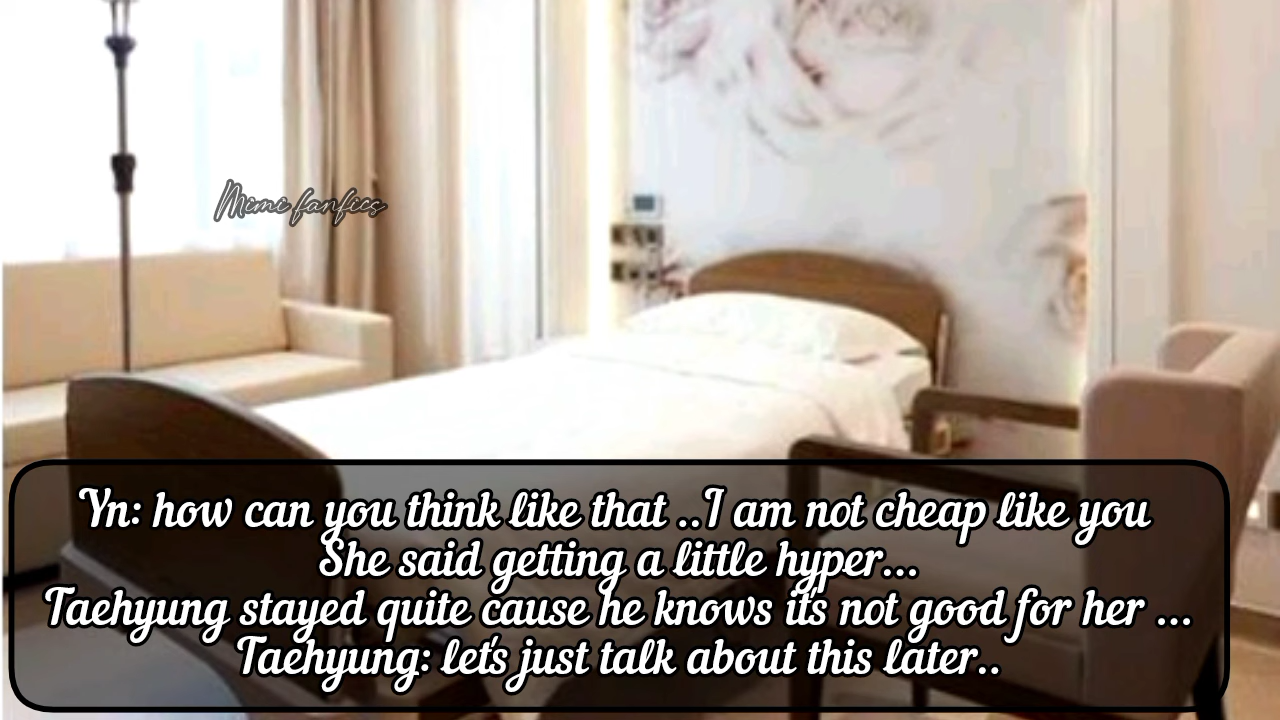 Mimi fanfics
Yn: how can you think like that ..I am not cheap like you
She said getting a little hyper...
Taehyung stayed quite cause he knows it's not good for her ...
Taehyung: let's just talk about this later..